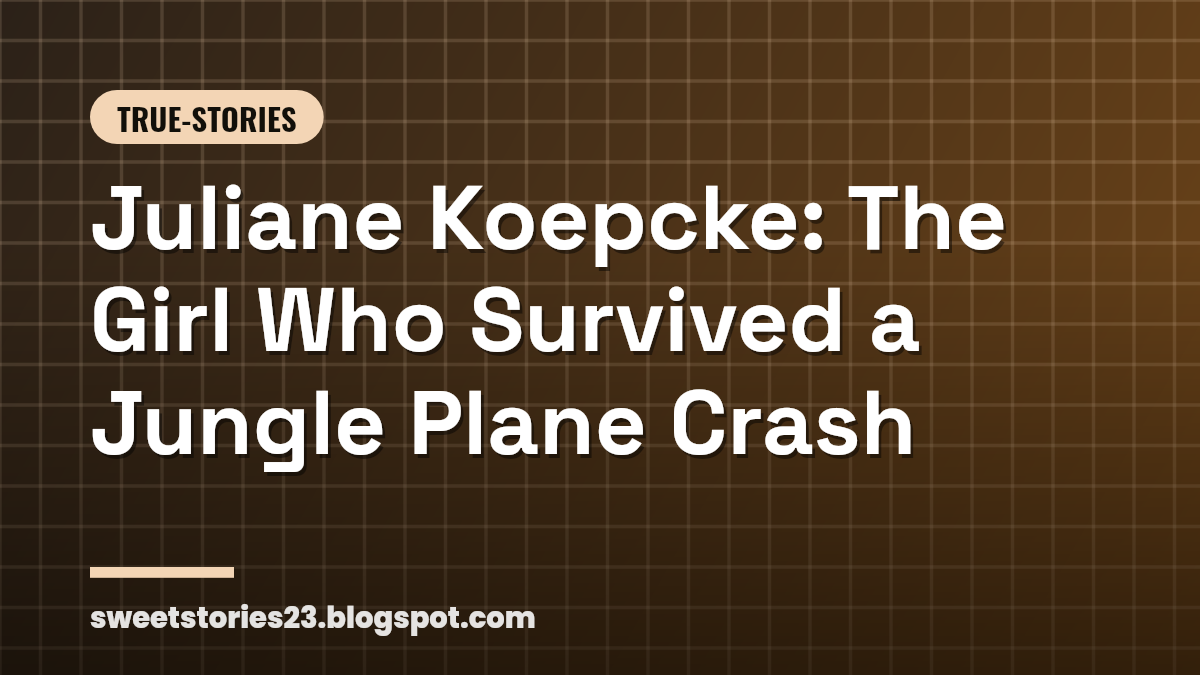 TRUE-STORIES
Juliane Koepcke: The
Girl Who Survived a
Jungle Plane Crash
sweetstories23.blogspot.com